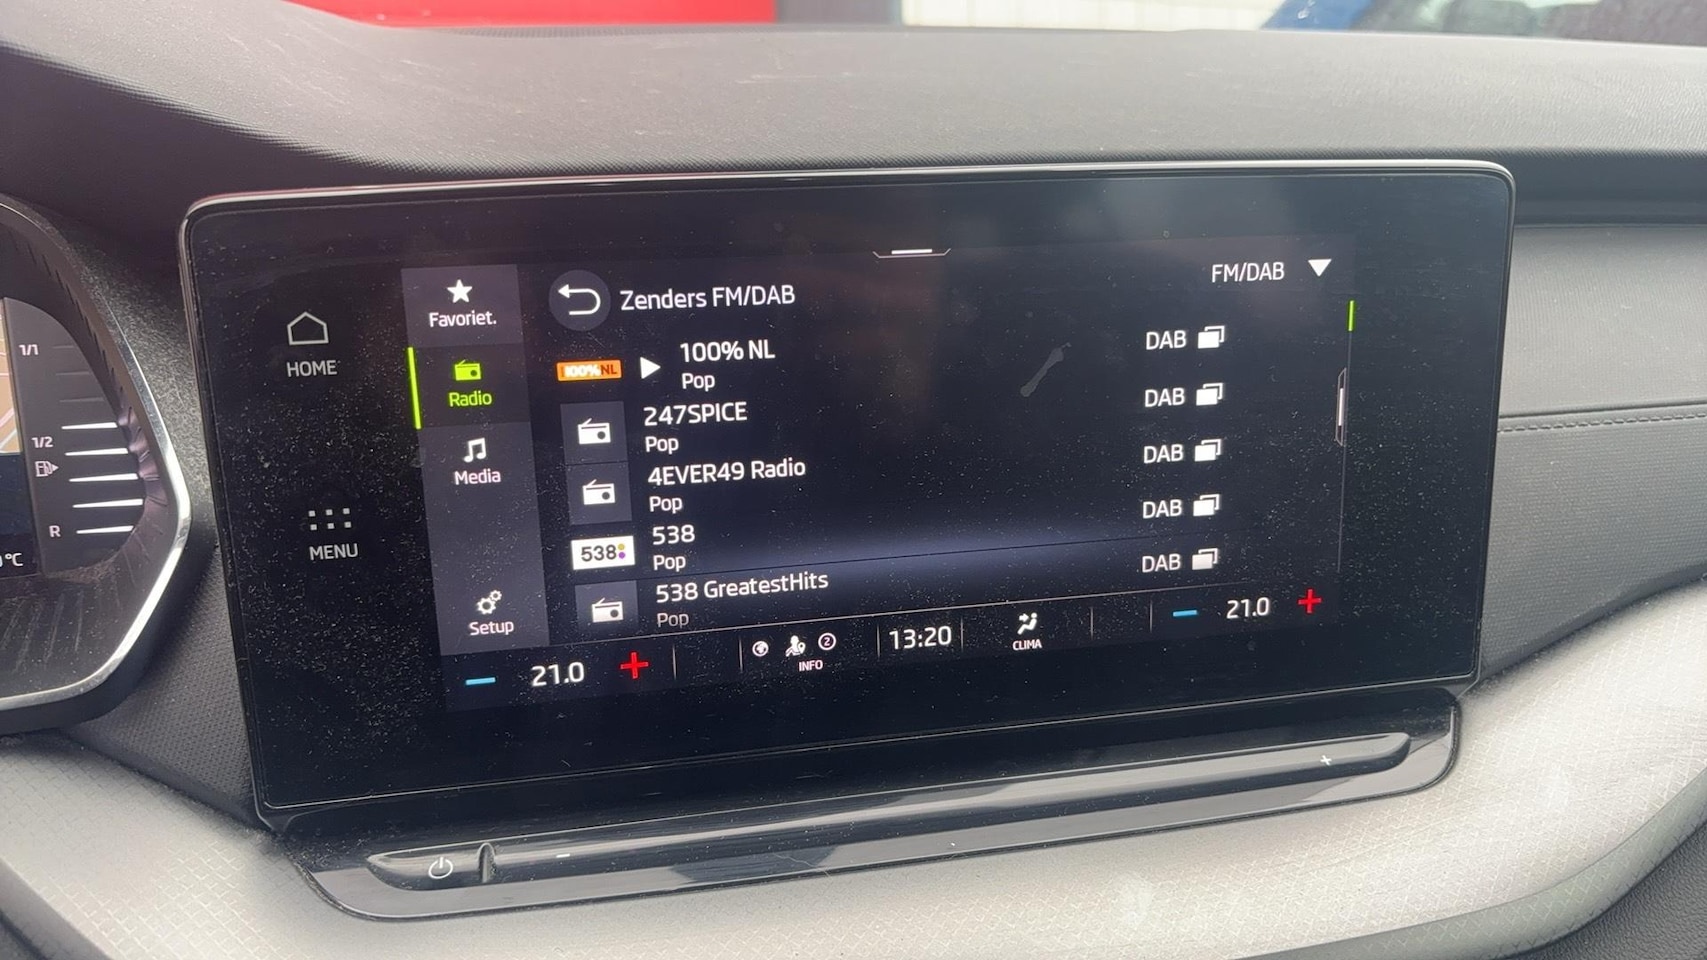 1/1
1/2
R
°C
HOME
MENU
Favoriet.
Radio
Media
Setup
Zenders FM/DAB
FM/DAB
100%NL
100% NL
Pop
DAB
247SPICE
Pop
DAB
4EVER49 Radio
Pop
DAB
538
538
Pop
DAB
538 GreatestHits
Pop
DAB
21.0
2
INFO
13:20
CLIMA
21.0